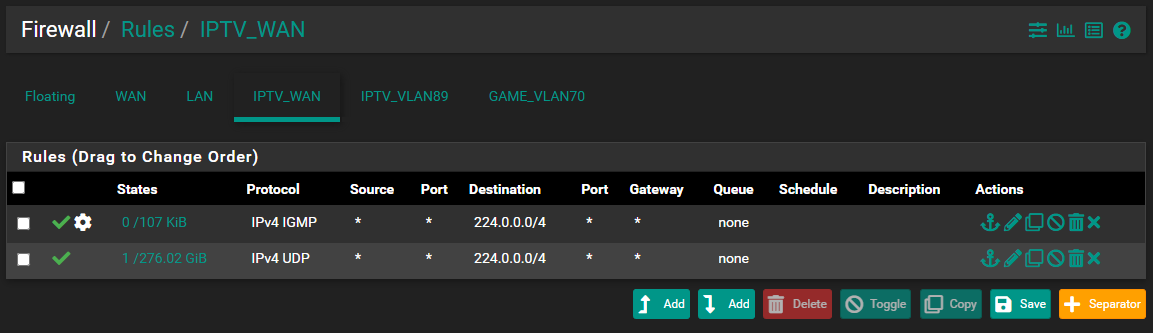 Firewall / Rules / IPTV_WAN
Floating WAN LAN IPTV_WAN IPTV_VLAN89 GAME_VLAN70
Rules (Drag to Change Order)
States Protocol Source Port Destination Port Gateway Queue Schedule Description Actions
0 /107 KiB IPv4 IGMP * * 224.0.0.0/4 * * none
1 /276.02 GiB IPv4 UDP * * 224.0.0.0/4 * * none
Add Add Delete Toggle Copy Save Separator